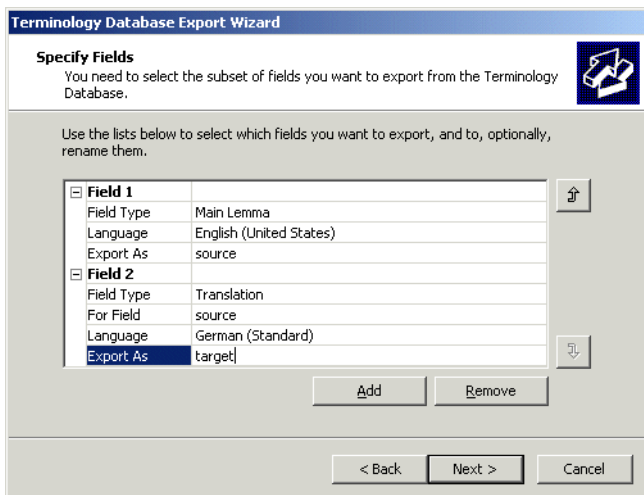 Terminology Database Export Wizard
Specify Fields
You need to select the subset of fields you want to export from the Terminology
Database.
Use the lists below to select which fields you want to export, and to, optionally,
rename them.
Field 1
Field Type Main Lemma
Language English (United States)
Export As source
Field 2
Field Type Translation
For Field source
Language German (Standard)
Export As target
Add Remove
< Back Next > Cancel